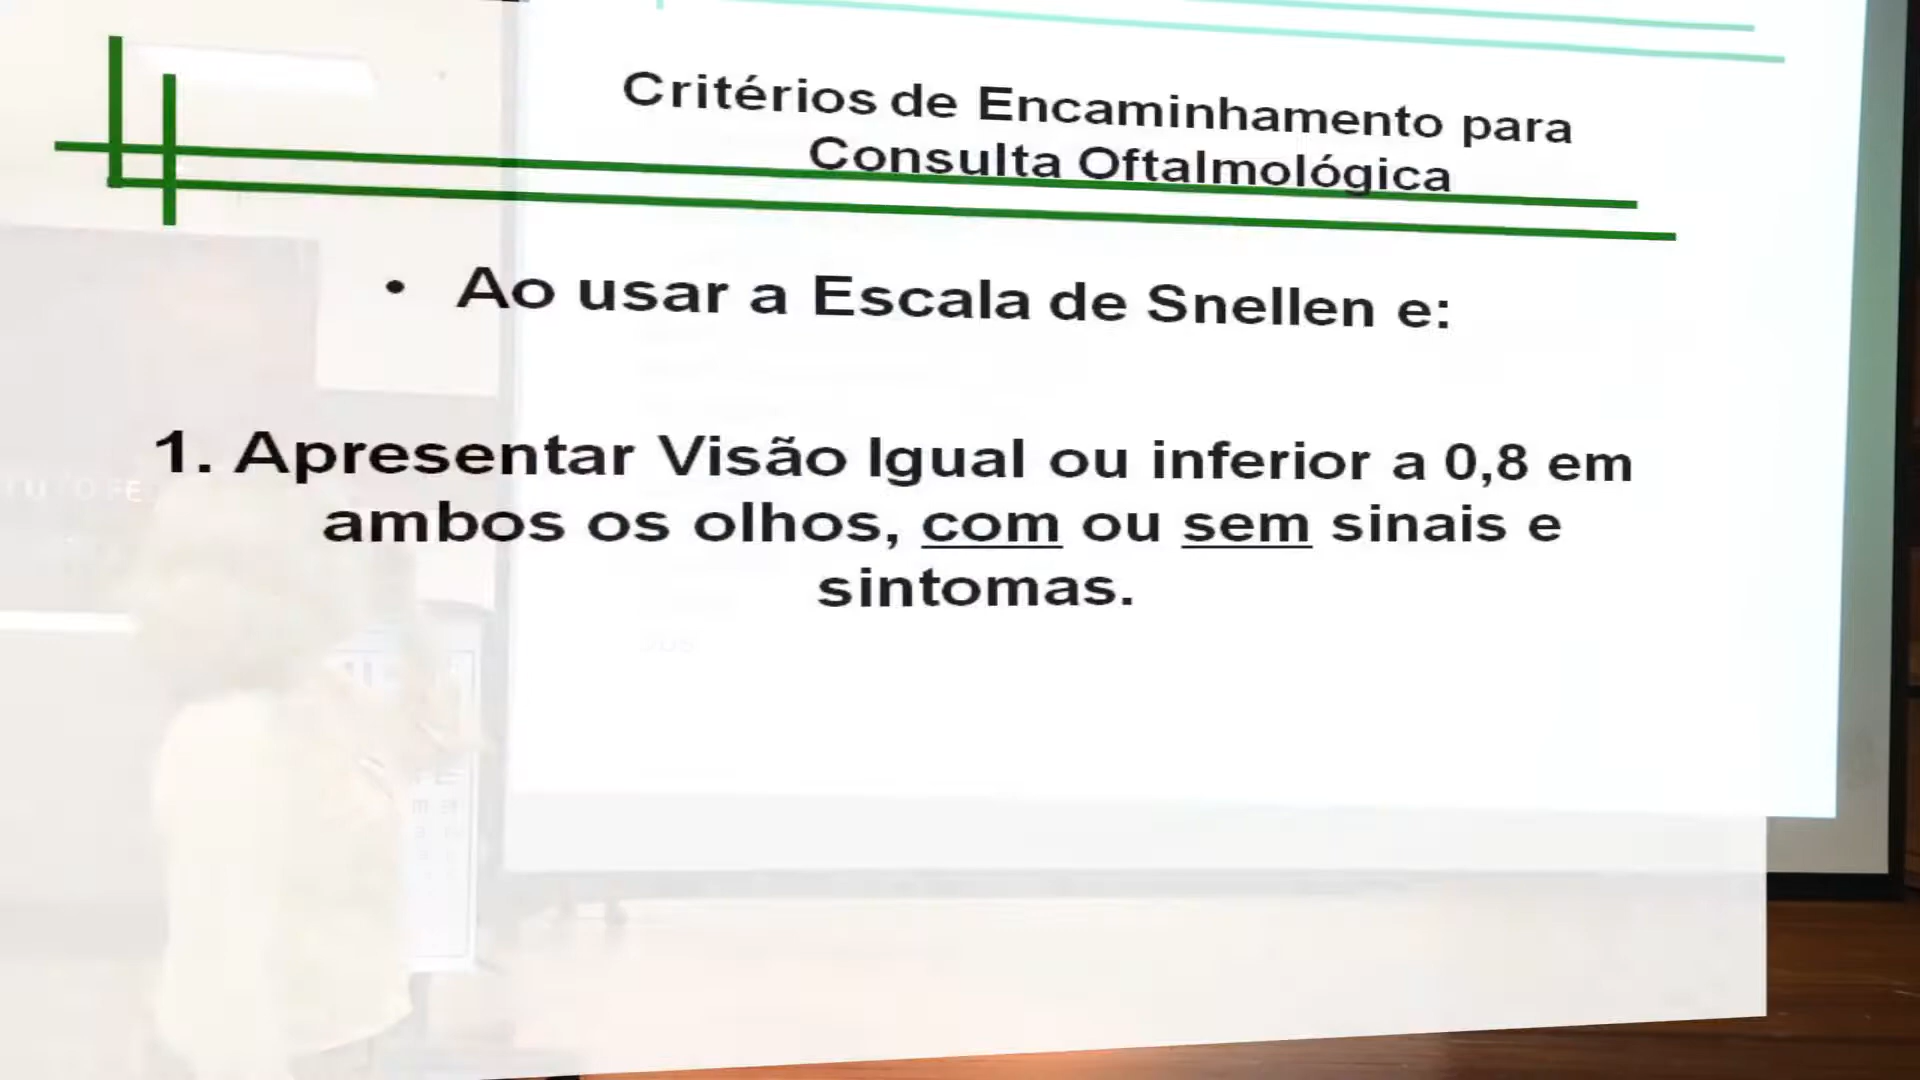 Critérios de Encaminhamento para
Consulta Oftalmológica
• Ao usar a Escala de Snellen e:
1. Apresentar Visão Igual ou inferior a 0,8 em
ambos os olhos, com ou sem sinais e
sintomas.